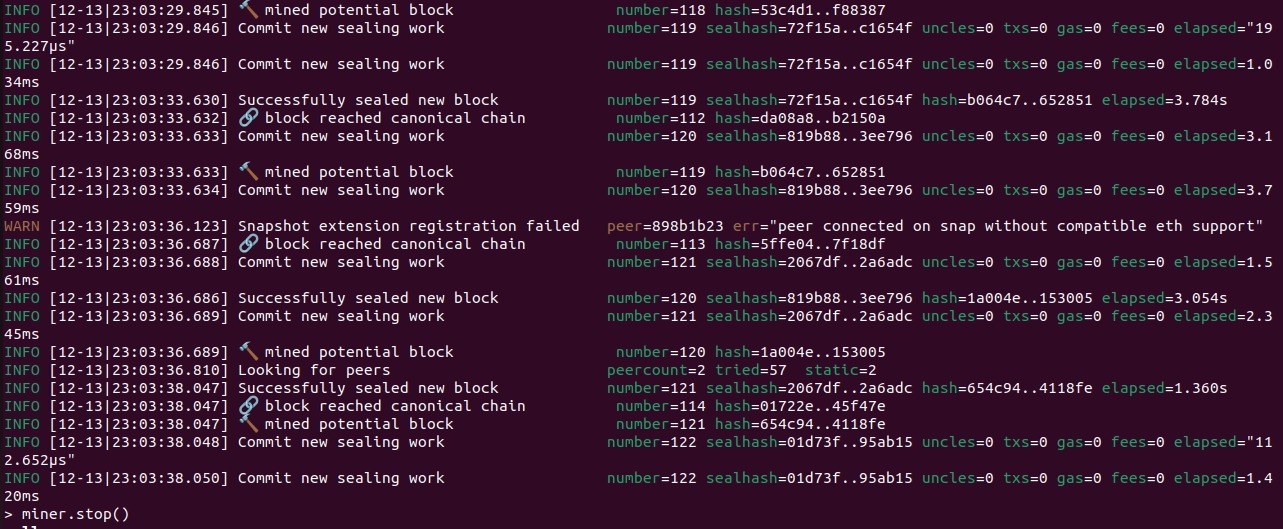 INFO [12-13|23:03:29.845] 🔨 mined potential block number=118 hash=53c4d1..f88387
INFO [12-13|23:03:29.846] Commit new sealing work number=119 sealhash=72f15a..c1654f uncles=0 txs=0 gas=0 fees=0 elapsed="19
5.227µs"
INFO [12-13|23:03:29.846] Commit new sealing work number=119 sealhash=72f15a..c1654f uncles=0 txs=0 gas=0 fees=0 elapsed=1.0
34ms
INFO [12-13|23:03:33.630] Successfully sealed new block number=119 sealhash=72f15a..c1654f hash=b064c7..652851 elapsed=3.784s
INFO [12-13|23:03:33.632] 🔗 block reached canonical chain number=112 hash=da08a8..b2150a
INFO [12-13|23:03:33.633] Commit new sealing work number=120 sealhash=819b88..3ee796 uncles=0 txs=0 gas=0 fees=0 elapsed=3.1
68ms
INFO [12-13|23:03:33.633] 🔨 mined potential block number=119 hash=b064c7..652851
INFO [12-13|23:03:33.634] Commit new sealing work number=120 sealhash=819b88..3ee796 uncles=0 txs=0 gas=0 fees=0 elapsed=3.7
59ms
WARN [12-13|23:03:36.123] Snapshot extension registration failed peer=898b1b23 err="peer connected on snap without compatible eth support"
INFO [12-13|23:03:36.687] 🔗 block reached canonical chain number=113 hash=5ffe04..7f18df
INFO [12-13|23:03:36.688] Commit new sealing work number=121 sealhash=2067df..2a6adc uncles=0 txs=0 gas=0 fees=0 elapsed=1.5
61ms
INFO [12-13|23:03:36.686] Successfully sealed new block number=120 sealhash=819b88..3ee796 hash=1a004e..153005 elapsed=3.054s
INFO [12-13|23:03:36.689] Commit new sealing work number=121 sealhash=2067df..2a6adc uncles=0 txs=0 gas=0 fees=0 elapsed=2.3
45ms
INFO [12-13|23:03:36.689] 🔨 mined potential block number=120 hash=1a004e..153005
INFO [12-13|23:03:36.810] Looking for peers peercount=2 tried=57 static=2
INFO [12-13|23:03:38.047] Successfully sealed new block number=121 sealhash=2067df..2a6adc hash=654c94..4118fe elapsed=1.360s
INFO [12-13|23:03:38.047] 🔗 block reached canonical chain number=114 hash=01722e..45f47e
INFO [12-13|23:03:38.047] 🔨 mined potential block number=121 hash=654c94..4118fe
INFO [12-13|23:03:38.048] Commit new sealing work number=122 sealhash=01d73f..95ab15 uncles=0 txs=0 gas=0 fees=0 elapsed="11
2.652µs"
INFO [12-13|23:03:38.050] Commit new sealing work number=122 sealhash=01d73f..95ab15 uncles=0 txs=0 gas=0 fees=0 elapsed=1.4
20ms
> miner.stop()